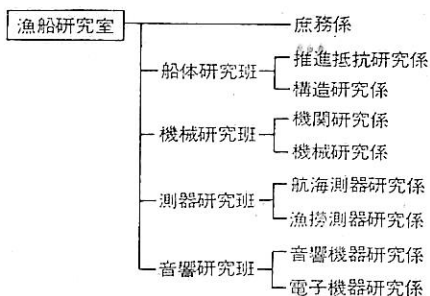 漁船研究室
庶務係
船体研究班
推進抵抗研究係
構造研究係
機械研究班
機関研究係
機械研究係
測器研究班
航海測器研究係
漁撈測器研究係
音響研究班
音響機器研究係
電子機器研究係